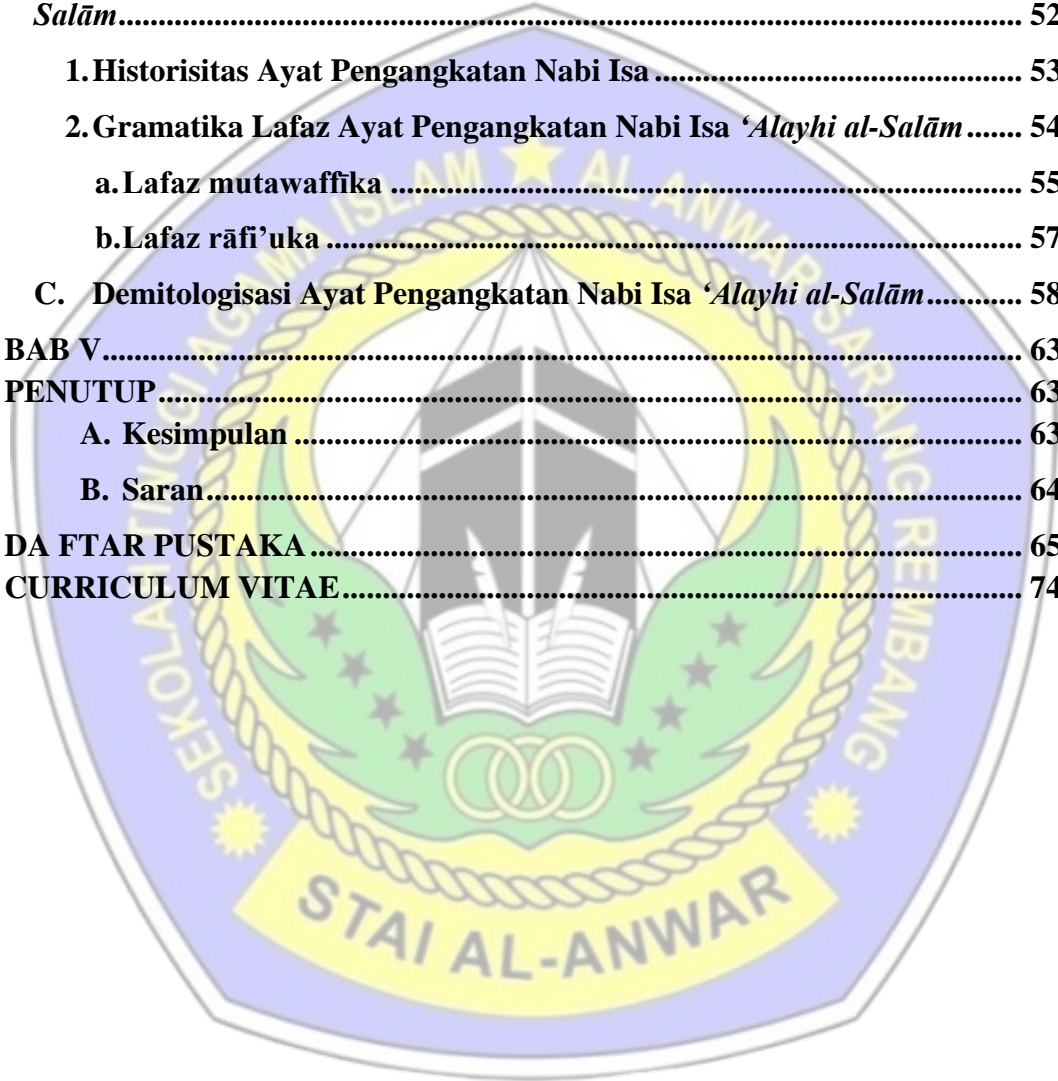 Salām........................................................................................................ 52
1. Historisitas Ayat Pengangkatan Nabi Isa ........................................... 53
2. Gramatika Lafaz Ayat Pengangkatan Nabi Isa ‘Alayhi al-Salām ....... 54
a. Lafaz mutawaffīka ........................................................................... 55
b.Lafaz rāfi’uka ................................................................................... 57
C. Demitologisasi Ayat Pengangkatan Nabi Isa ‘Alayhi al-Salām ............ 58
BAB V........................................................................................................ 63
PENUTUP.................................................................................................. 63
A. Kesimpulan ...................................................................................... 63
B. Saran................................................................................................. 64
DA FTAR PUSTAKA ................................................................................ 65
CURRICULUM VITAE............................................................................. 74
SEKOLAH TINGGI AGAMA ISLAM AL ANWAR SARANG REMBANG
STAI AL-ANWAR